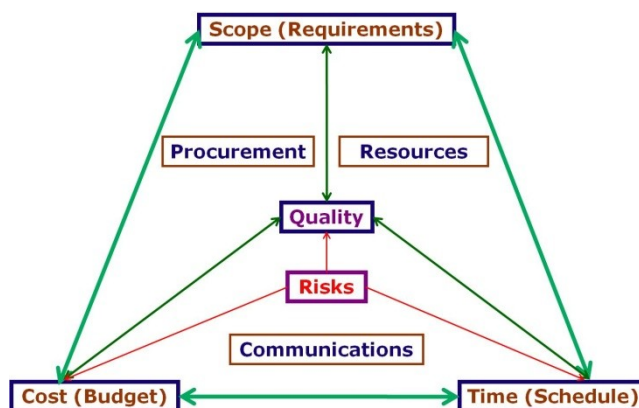 Scope (Requirements)
Procurement
Resources
Quality
Risks
Communications
Cost (Budget)
Time (Schedule)